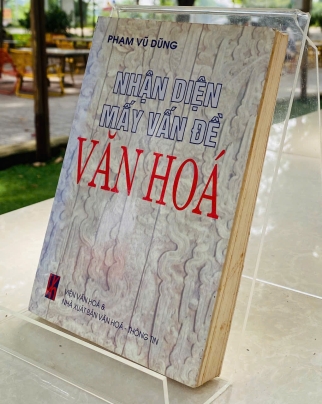 PHẠM VŨ DŨNG
NHẬN DIỆN
MẤY VẤN ĐỀ
VĂN HOÁ
VIỆN VĂN HOÁ &
NHÀ XUẤT BẢN VĂN HOÁ - THÔNG TIN